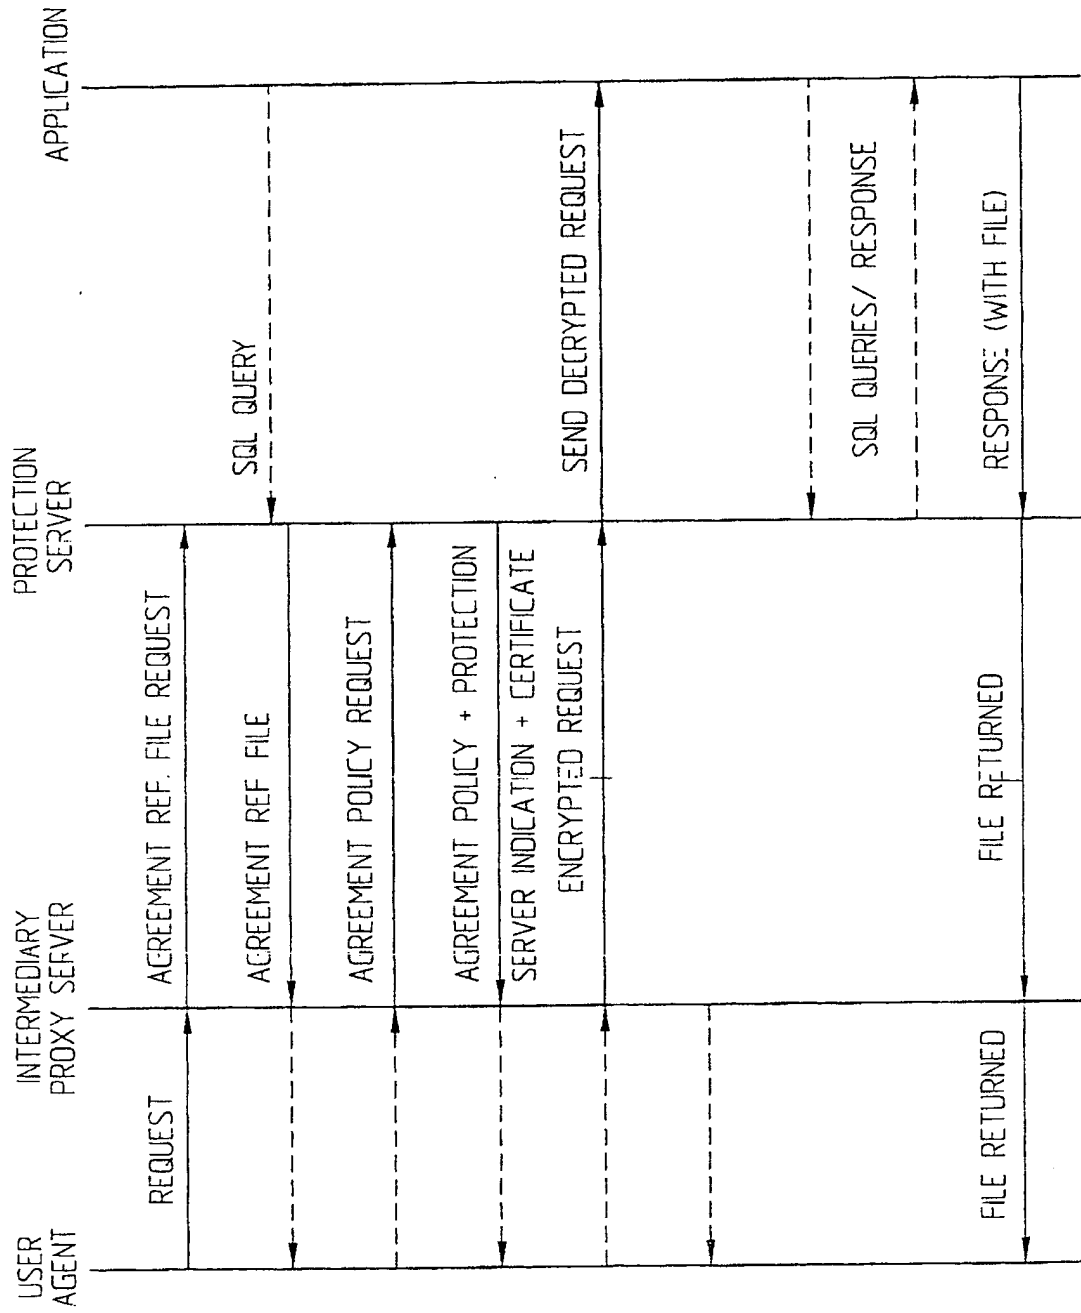 USER
AGENT
INTERMEDIARY
PROXY SERVER
PROTECTION
SERVER
APPLICATION
REQUEST
AGREEMENT REF. FILE REQUEST
SQL QUERY
AGREEMENT REF FILE
AGREEMENT POLICY REQUEST
AGREEMENT POLICY + PROTECTION
SERVER INDICATION + CERTIFICATE
ENCRYPTED REQUEST
SEND DECRYPTED REQUEST
SQL QUERIES/ RESPONSE
RESPONSE (WITH FILE)
FILE RETURNED
FILE RETURNED